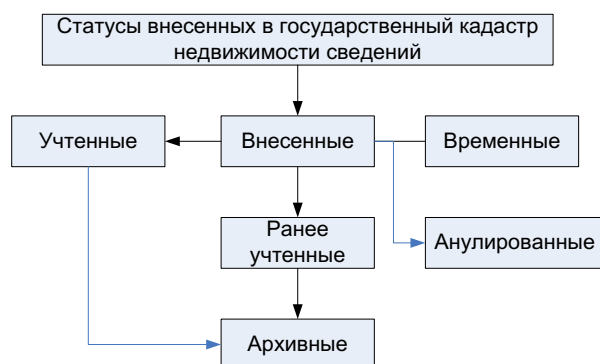 Статусы внесенных в государственный кадастр
недвижимости сведений
Учтенные
Внесенные
Временные
Ранее
учтенные
Анулированные
Архивные